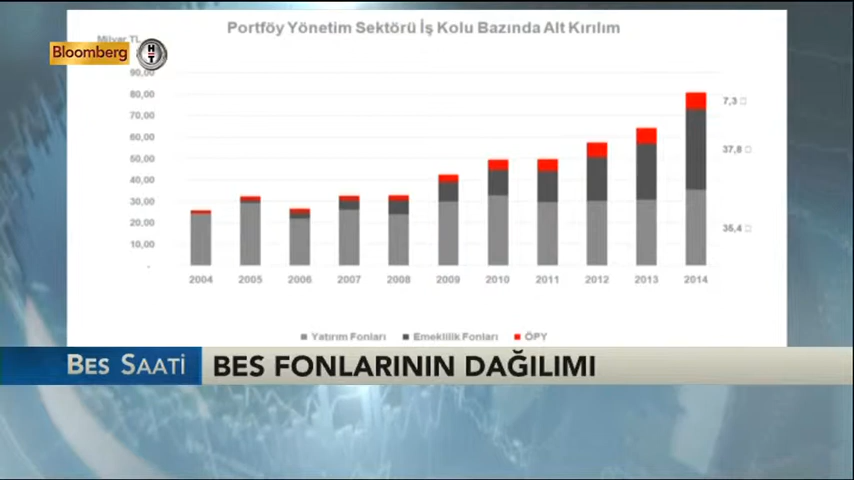 Portföy Yönetim Sektörü İş Kolu Bazında Alt Kırılım
Milyar TL
Bloomberg HT
90,00
80,00
70,00
60,00
50,00
40,00
30,00
20,00
10,00
-
7,3
37,8
35,4
2004 2005 2006 2007 2008 2009 2010 2011 2012 2013 2014
Yatırım Fonları Emeklilik Fonları ÖPY
BES SAATİ BES FONLARININ DAĞILIMI